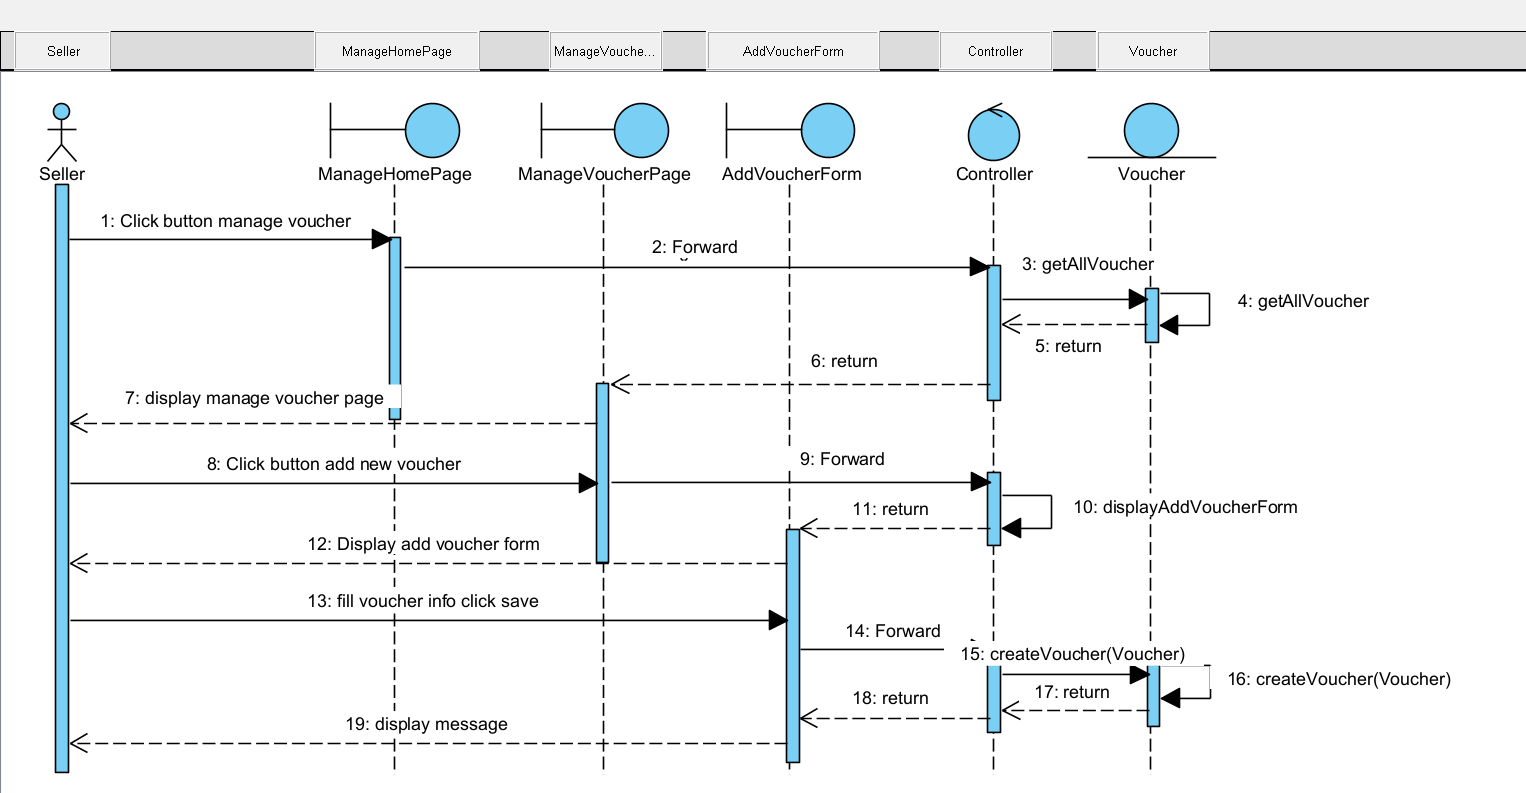 Seller
ManageHomePage
ManageVouche...
AddVoucherForm
Controller
Voucher
Seller
ManageHomePage
ManageVoucherPage
AddVoucherForm
Controller
Voucher
1: Click button manage voucher
2: Forward
3: getAllVoucher
4: getAllVoucher
5: return
6: return
7: display manage voucher page
8: Click button add new voucher
9: Forward
10: displayAddVoucherForm
11: return
12: Display add voucher form
13: fill voucher info click save
14: Forward
15: createVoucher(Voucher)
16: createVoucher(Voucher)
17: return
18: return
19: display message